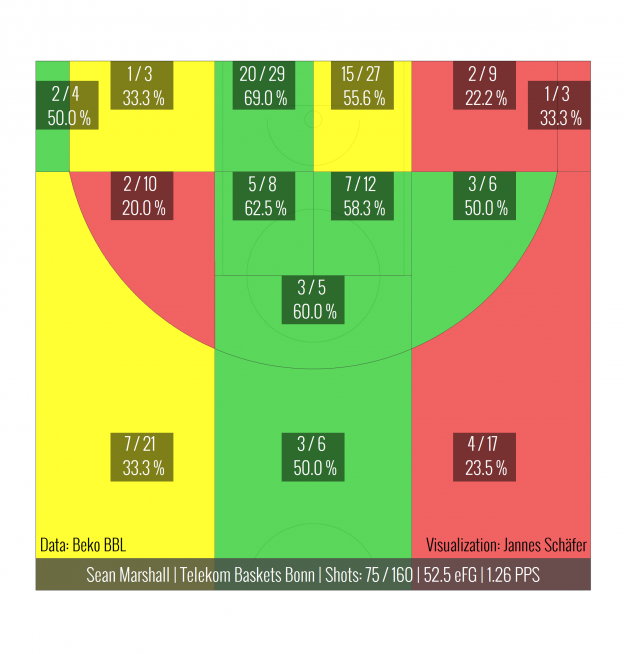 1 / 3
33.3 %
20 / 29
69.0 %
15 / 27
55.6 %
2 / 9
22.2 %
2 / 4
50.0 %
1 / 3
33.3 %
2 / 10
20.0 %
5 / 8
62.5 %
7 / 12
58.3 %
3 / 6
50.0 %
3 / 5
60.0 %
7 / 21
33.3 %
3 / 6
50.0 %
4 / 17
23.5 %
Data: Beko BBL
Visualization: Jannes Schäfer
Sean Marshall | Telekom Baskets Bonn | Shots: 75 / 160 | 52.5 eFG | 1.26 PPS